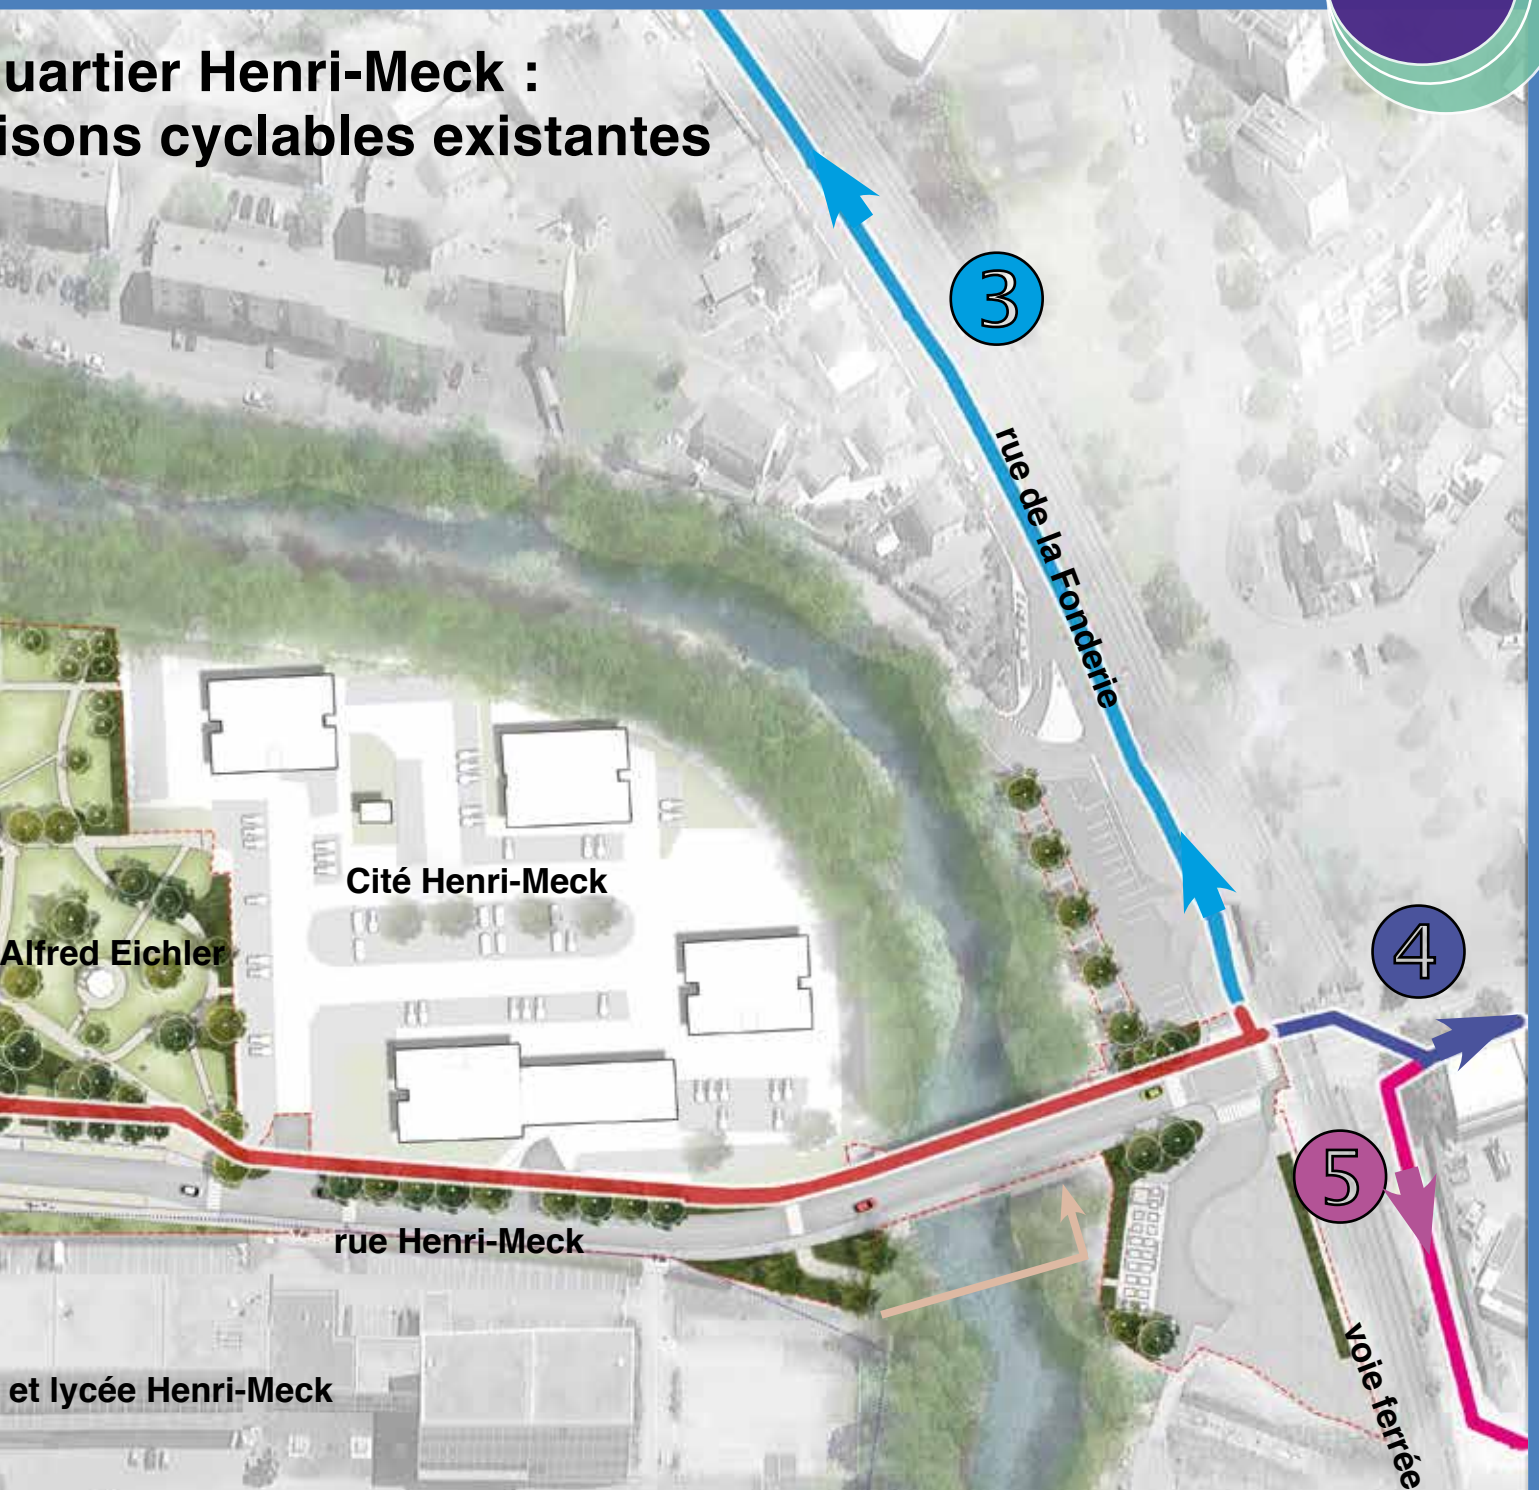 uartier Henri-Meck :
isons cyclables existantes
3
rue de la Fonderie
Cité Henri-Meck
Alfred Eichler
4
5
rue Henri-Meck
voie ferrée
et lycée Henri-Meck